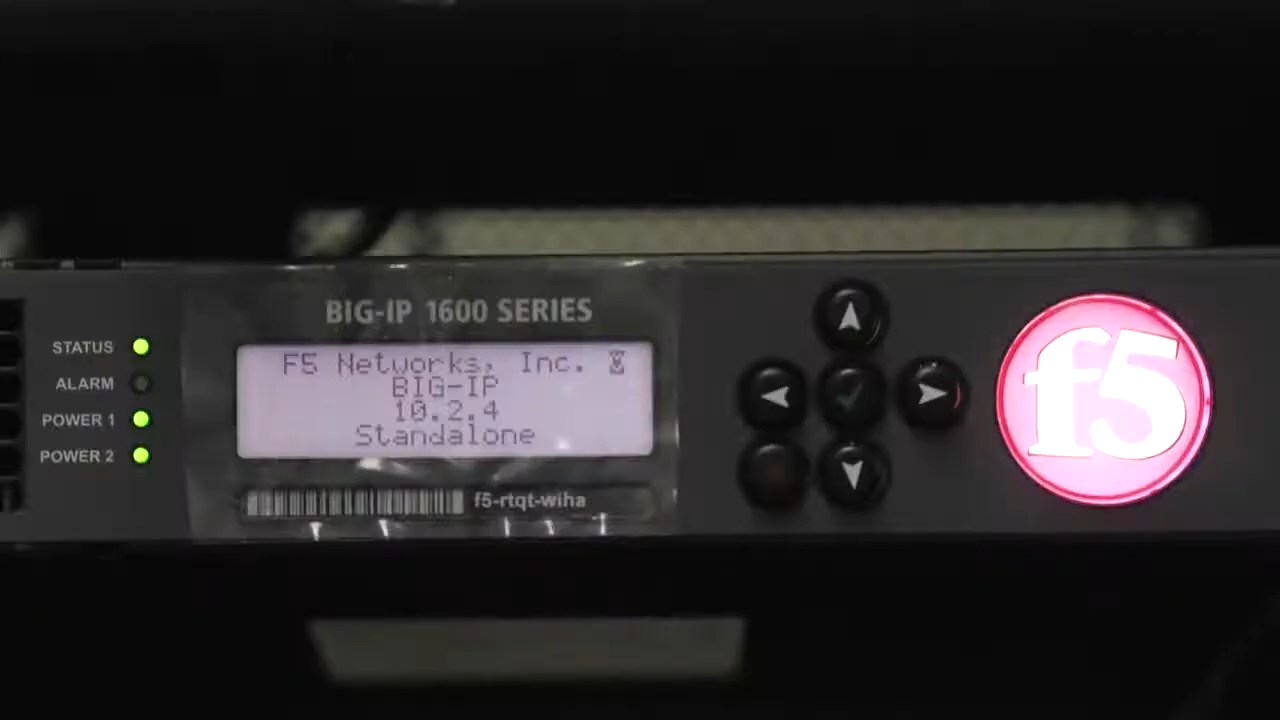 BIG-IP 1600 SERIES
STATUS
ALARM
POWER 1
POWER 2
F5 Networks, Inc.
BIG-IP
10.2.4
Standalone
f5-rtqt-wiha
f5